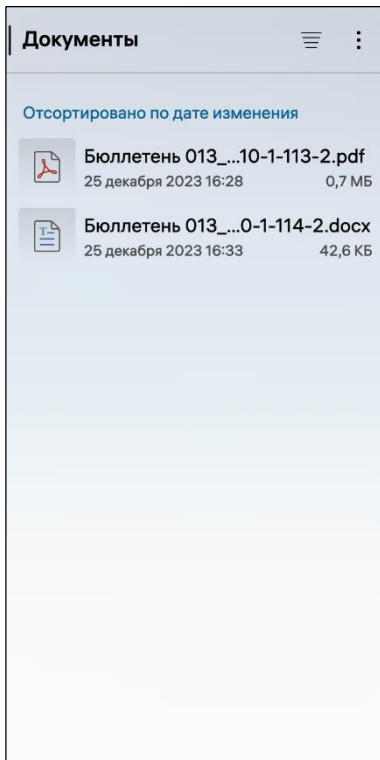 Документы
Отсортировано по дате изменения
Бюллетень 013_...10-1-113-2.pdf
25 декабря 2023 16:28 0,7 МБ
Бюллетень 013_...0-1-114-2.docx
25 декабря 2023 16:33 42,6 КБ